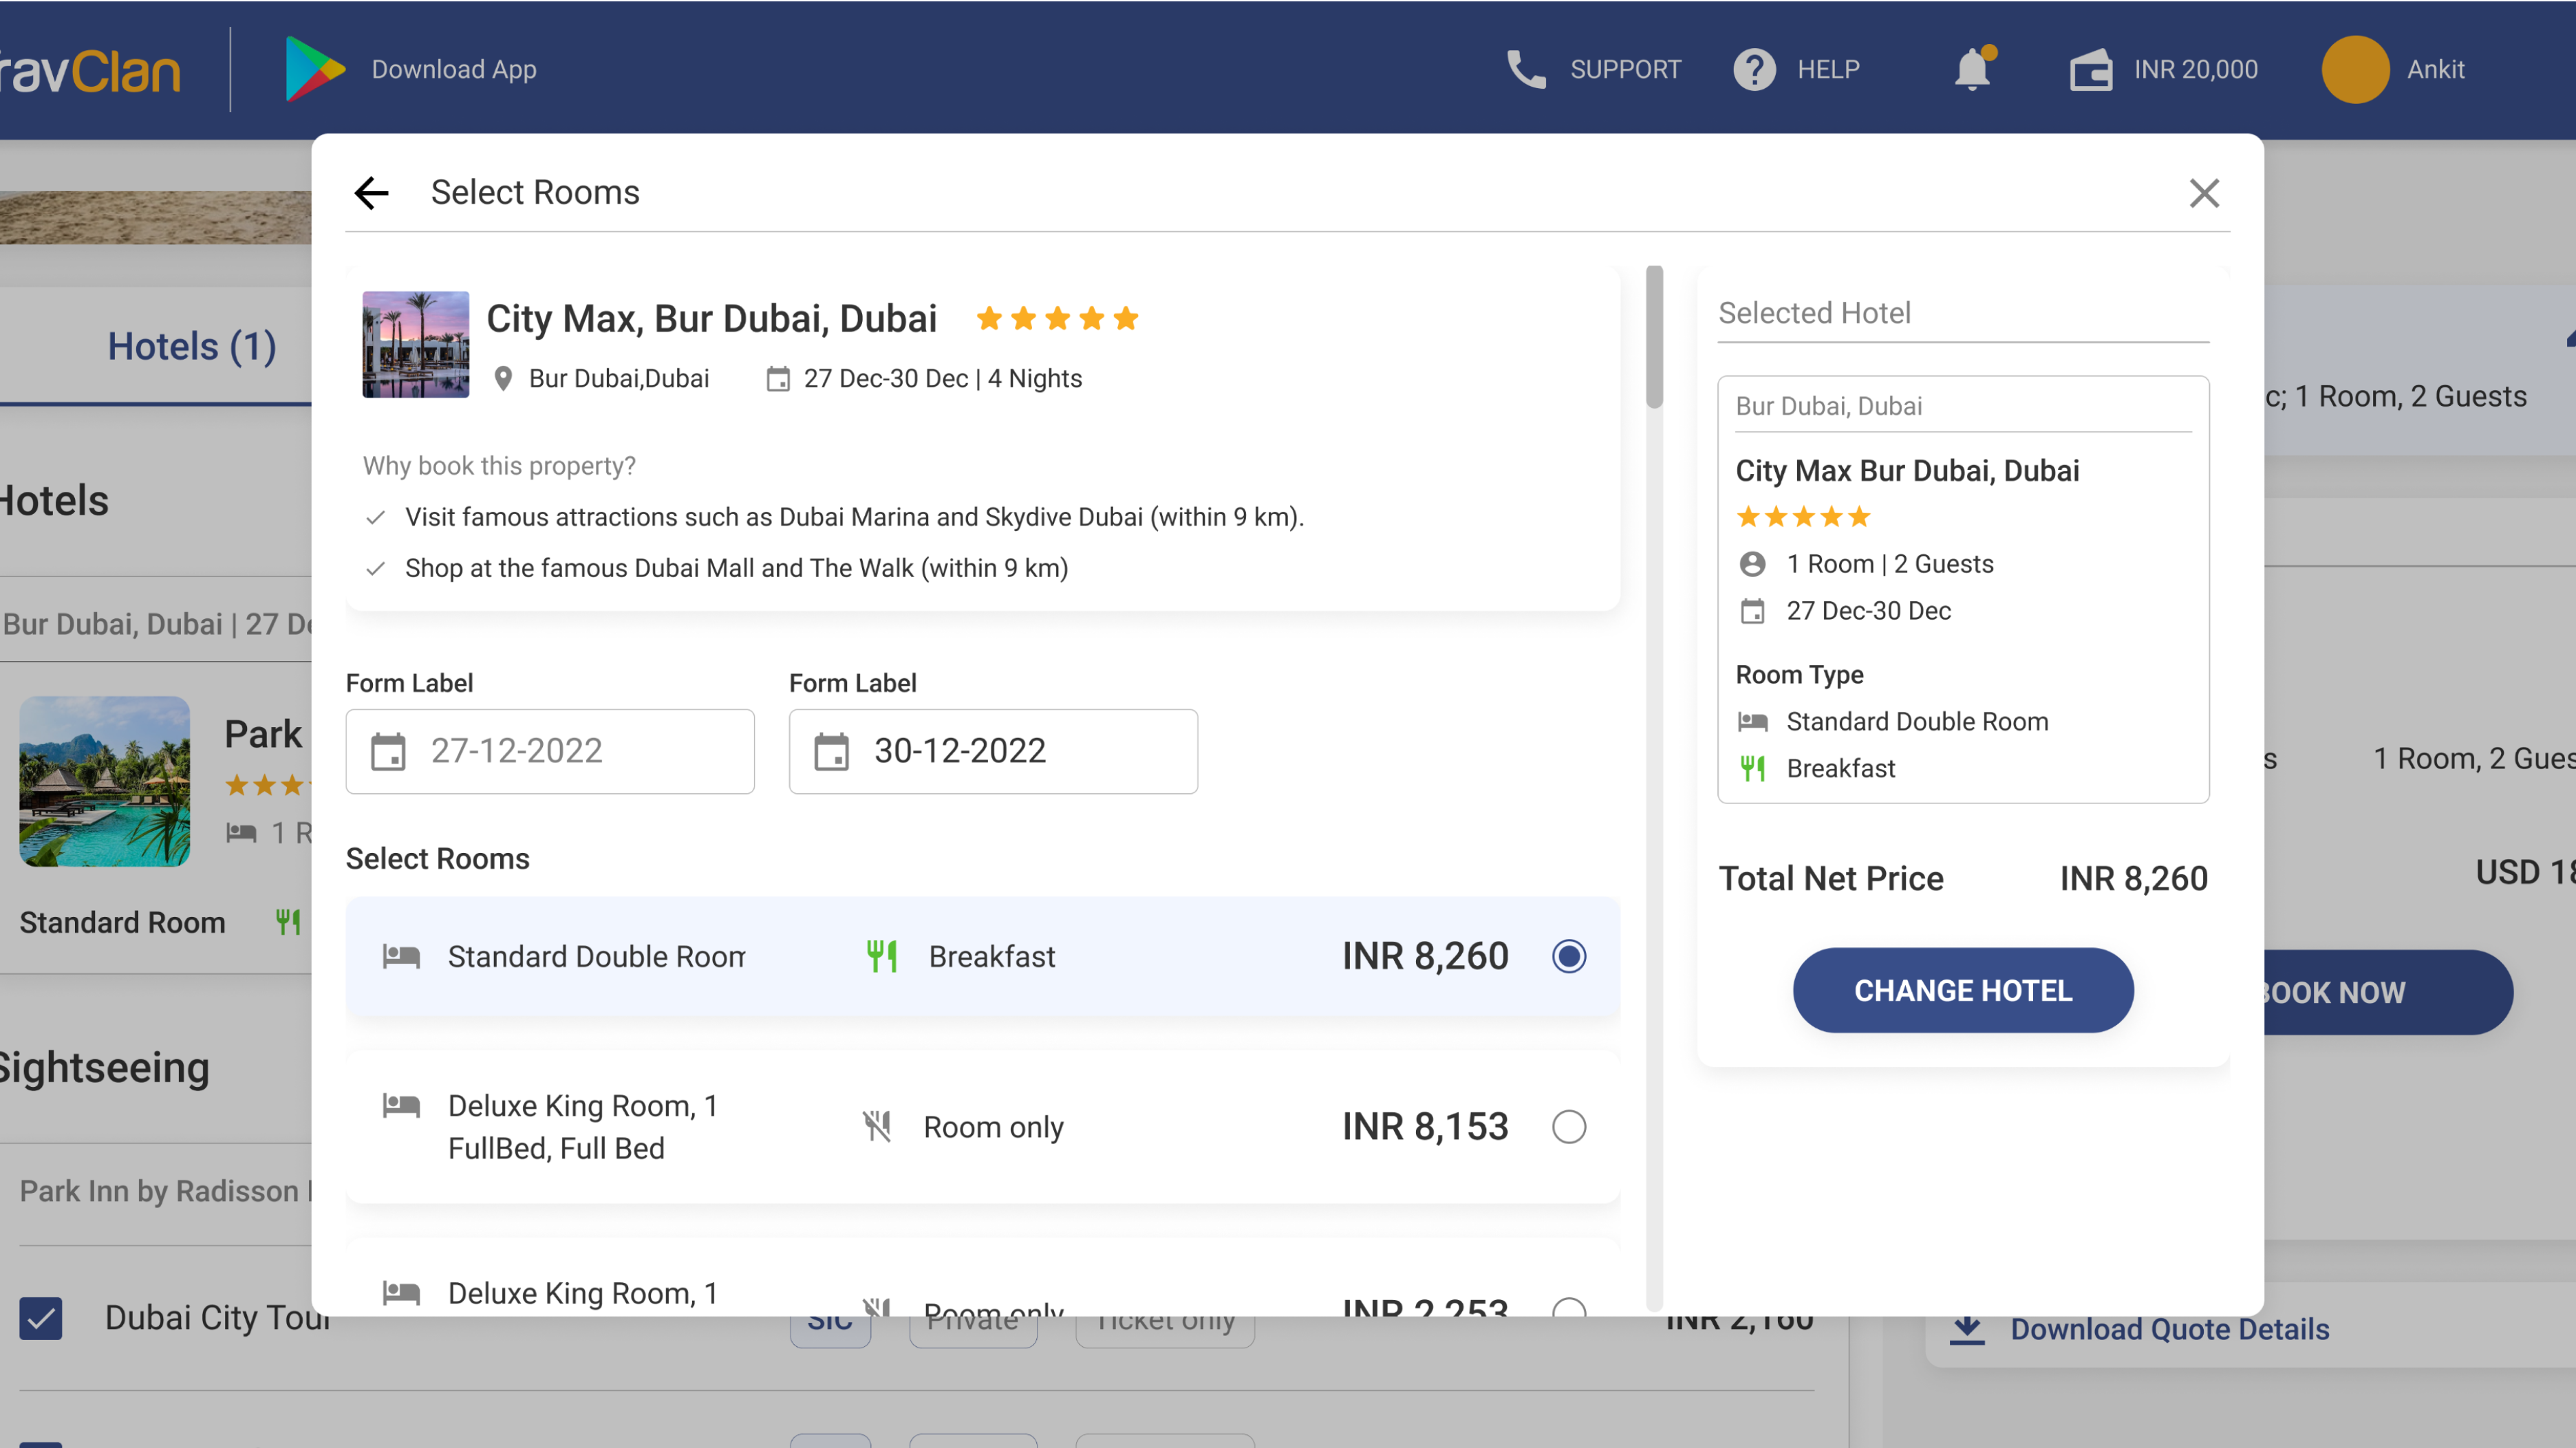 ravClan
Download App
SUPPORT
HELP
INR 20,000
Ankit
Select Rooms
City Max, Bur Dubai, Dubai
Bur Dubai,Dubai
27 Dec-30 Dec | 4 Nights
Why book this property?
Visit famous attractions such as Dubai Marina and Skydive Dubai (within 9 km).
Shop at the famous Dubai Mall and The Walk (within 9 km)
Form Label
27-12-2022
Form Label
30-12-2022
Select Rooms
Standard Double Room
Breakfast
INR 8,260
Deluxe King Room, 1
FullBed, Full Bed
Room only
INR 8,153
Deluxe King Room, 1
Room only
INR 2,253
Selected Hotel
Bur Dubai, Dubai
City Max Bur Dubai, Dubai
1 Room | 2 Guests
27 Dec-30 Dec
Room Type
Standard Double Room
Breakfast
Total Net Price
INR 8,260
CHANGE HOTEL
Hotels (1)
Hotels
Bur Dubai, Dubai | 27 De
Park
1 R
Standard Room
Sightseeing
Park Inn by Radisson
Dubai City Tour
SIC
Private
Ticket only
INR 2,160
c; 1 Room, 2 Guests
s
1 Room, 2 Gues
USD 18
BOOK NOW
Download Quote Details